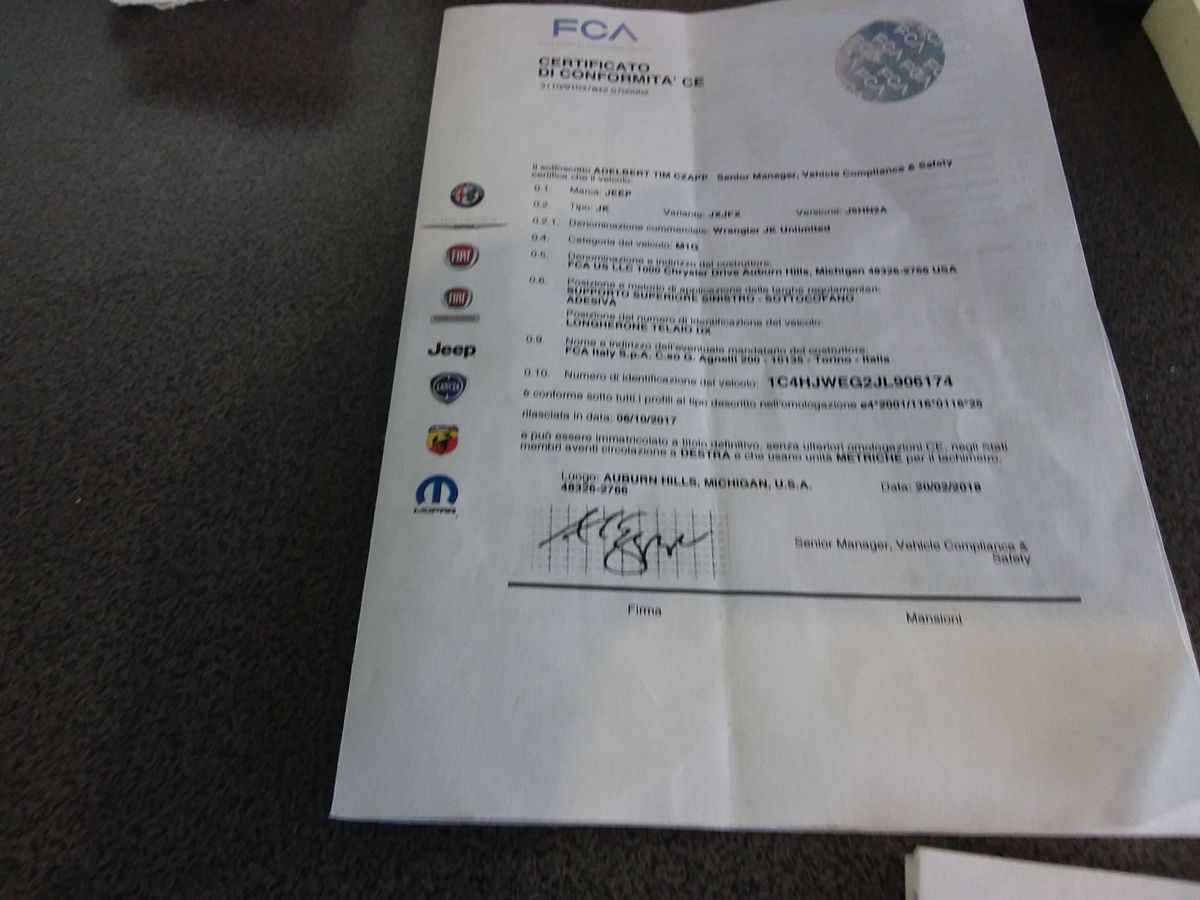 FCA
CERTIFICATO
DI CONFORMITA' CE
Il sottoscritto ADELBERT TIM CZAPP Senior Manager, Vehicle Compliance & Safety
certifica che il veicolo:
0.1. Marca: JEEP
0.2. Tipo: JK Variante: JXJFX Versione: J5HN2A
0.2.1. Denominazione commerciale: Wrangler JK Unlimited
0.4. Categoria del veicolo: M1G
0.5. Denominazione e indirizzo del costruttore:
FCA US LLC 1000 Chrysler Drive Auburn Hills, Michigan 48326-2766 USA
0.6. Posizione e metodo di applicazione delle targhe regolamentari:
SUPPORTO SUPERIORE SINISTRO - SOTTOCOFANO
ADESIVA
Posizione del numero di identificazione del veicolo:
LONGHERONE TELAIO DX
0.9. Nome e indirizzo dell'eventuale mandatario del costruttore:
FCA Italy S.p.A. C.so G. Agnelli 200 - 10135 - Torino - Italia
0.10. Numero di identificazione del veicolo: 1C4HJWEG2JL906174
è conforme sotto tutti i profili al tipo descritto nell'omologazione e4*2001/116*0116*28
rilasciata in data: 06/10/2017
e può essere immatricolato a titolo definitivo, senza ulteriori omologazioni CE, negli Stati
membri aventi circolazione a DESTRA e che usano unità METRICHE per il tachimetro.
Luogo: AUBURN HILLS, MICHIGAN, U.S.A. Data: 20/02/2018
48326-2766
Senior Manager, Vehicle Compliance &
Safety
Firma Mansioni
FIAT
FIAT
Jeep
LANCIA
MOPAR